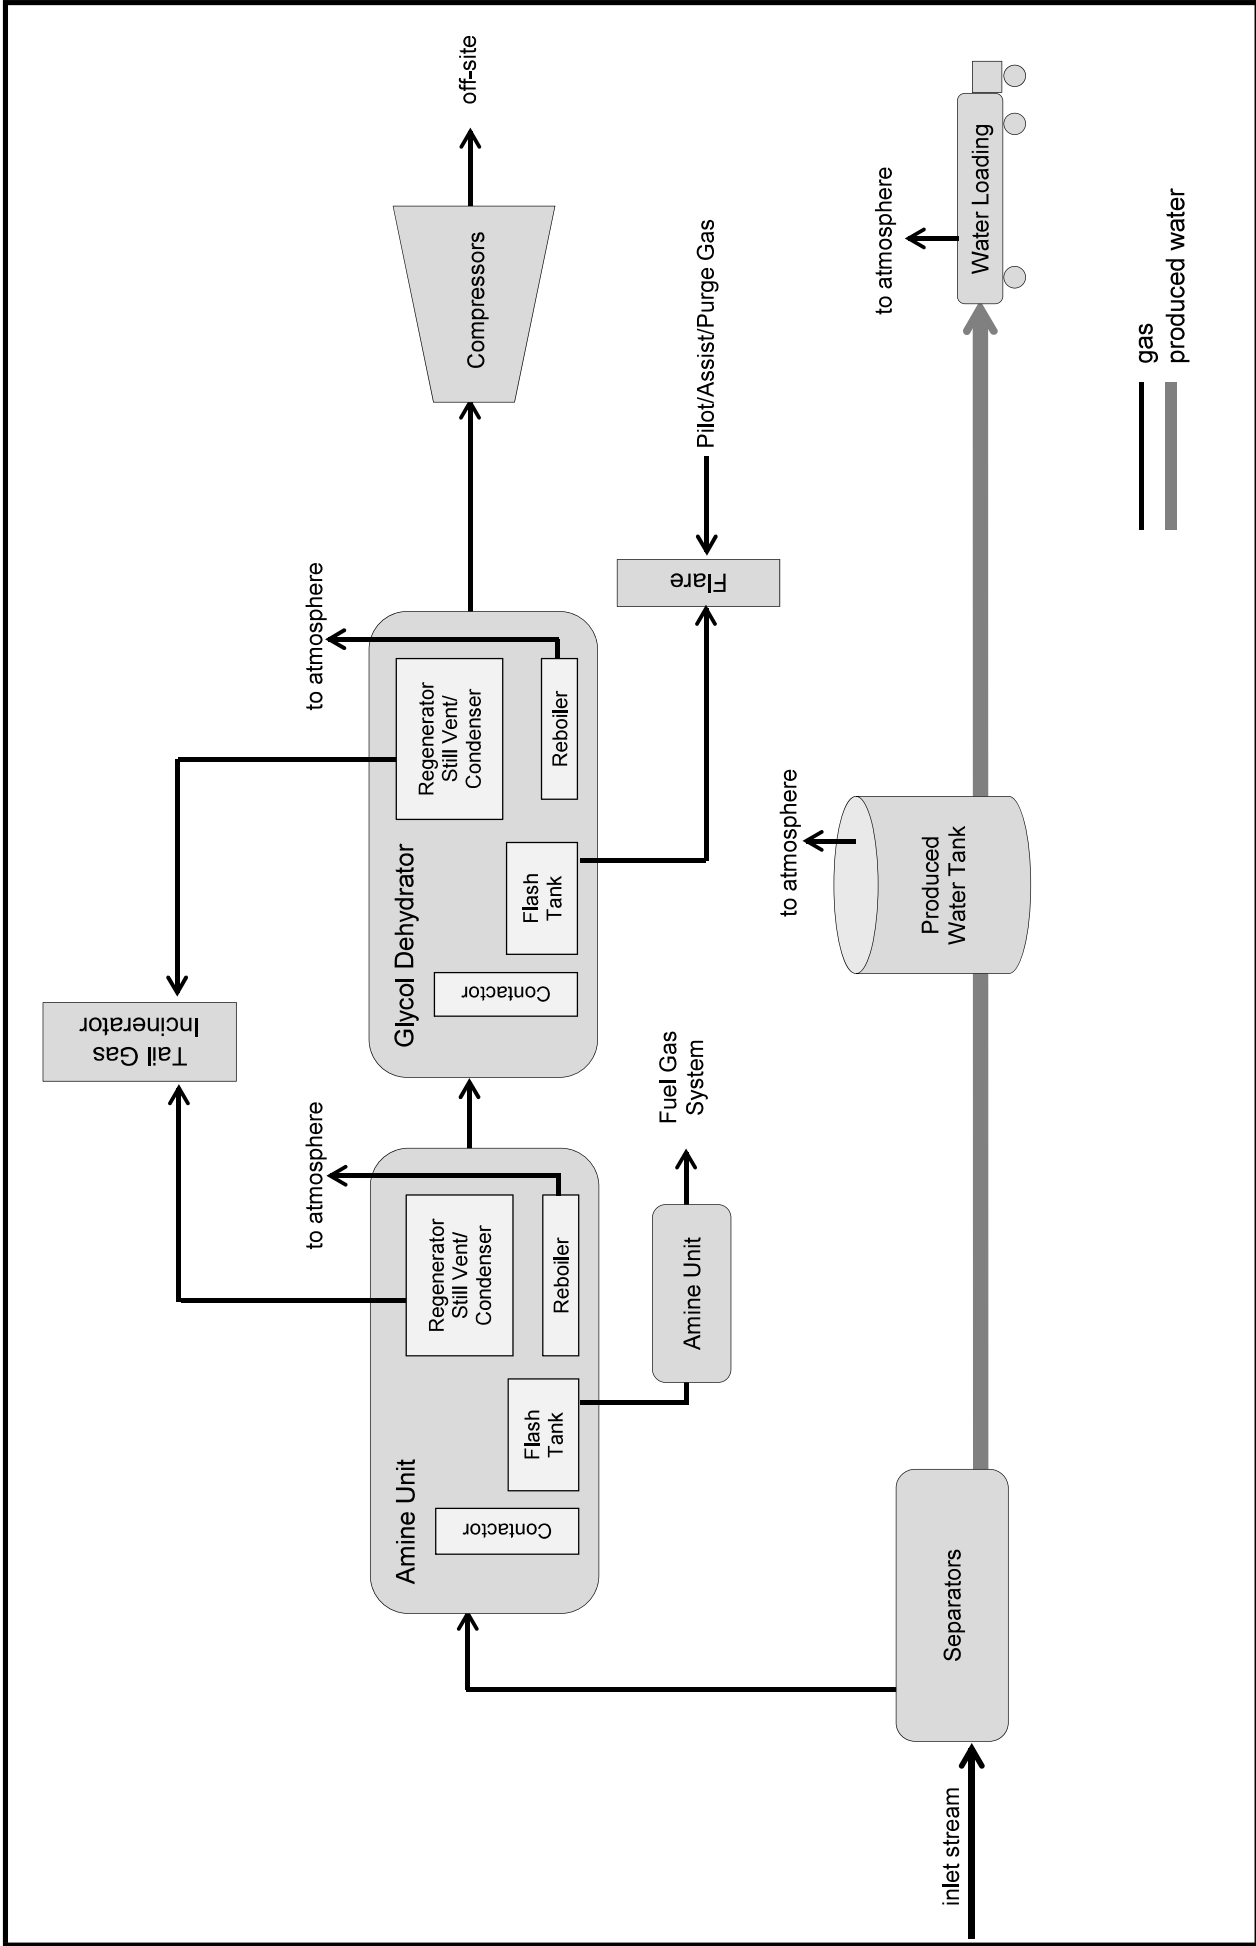 Tail Gas
Incinerator
to atmosphere
to atmosphere
off-site
Amine Unit
Contactor
Flash
Tank
Regenerator
Still Vent/
Condenser
Reboiler
Glycol Dehydrator
Contactor
Flash
Tank
Regenerator
Still Vent/
Condenser
Reboiler
Compressors
Amine Unit
Fuel Gas
System
Flare
Pilot/Assist/Purge Gas
to atmosphere
to atmosphere
inlet stream
Separators
Produced
Water Tank
Water Loading
gas
produced water